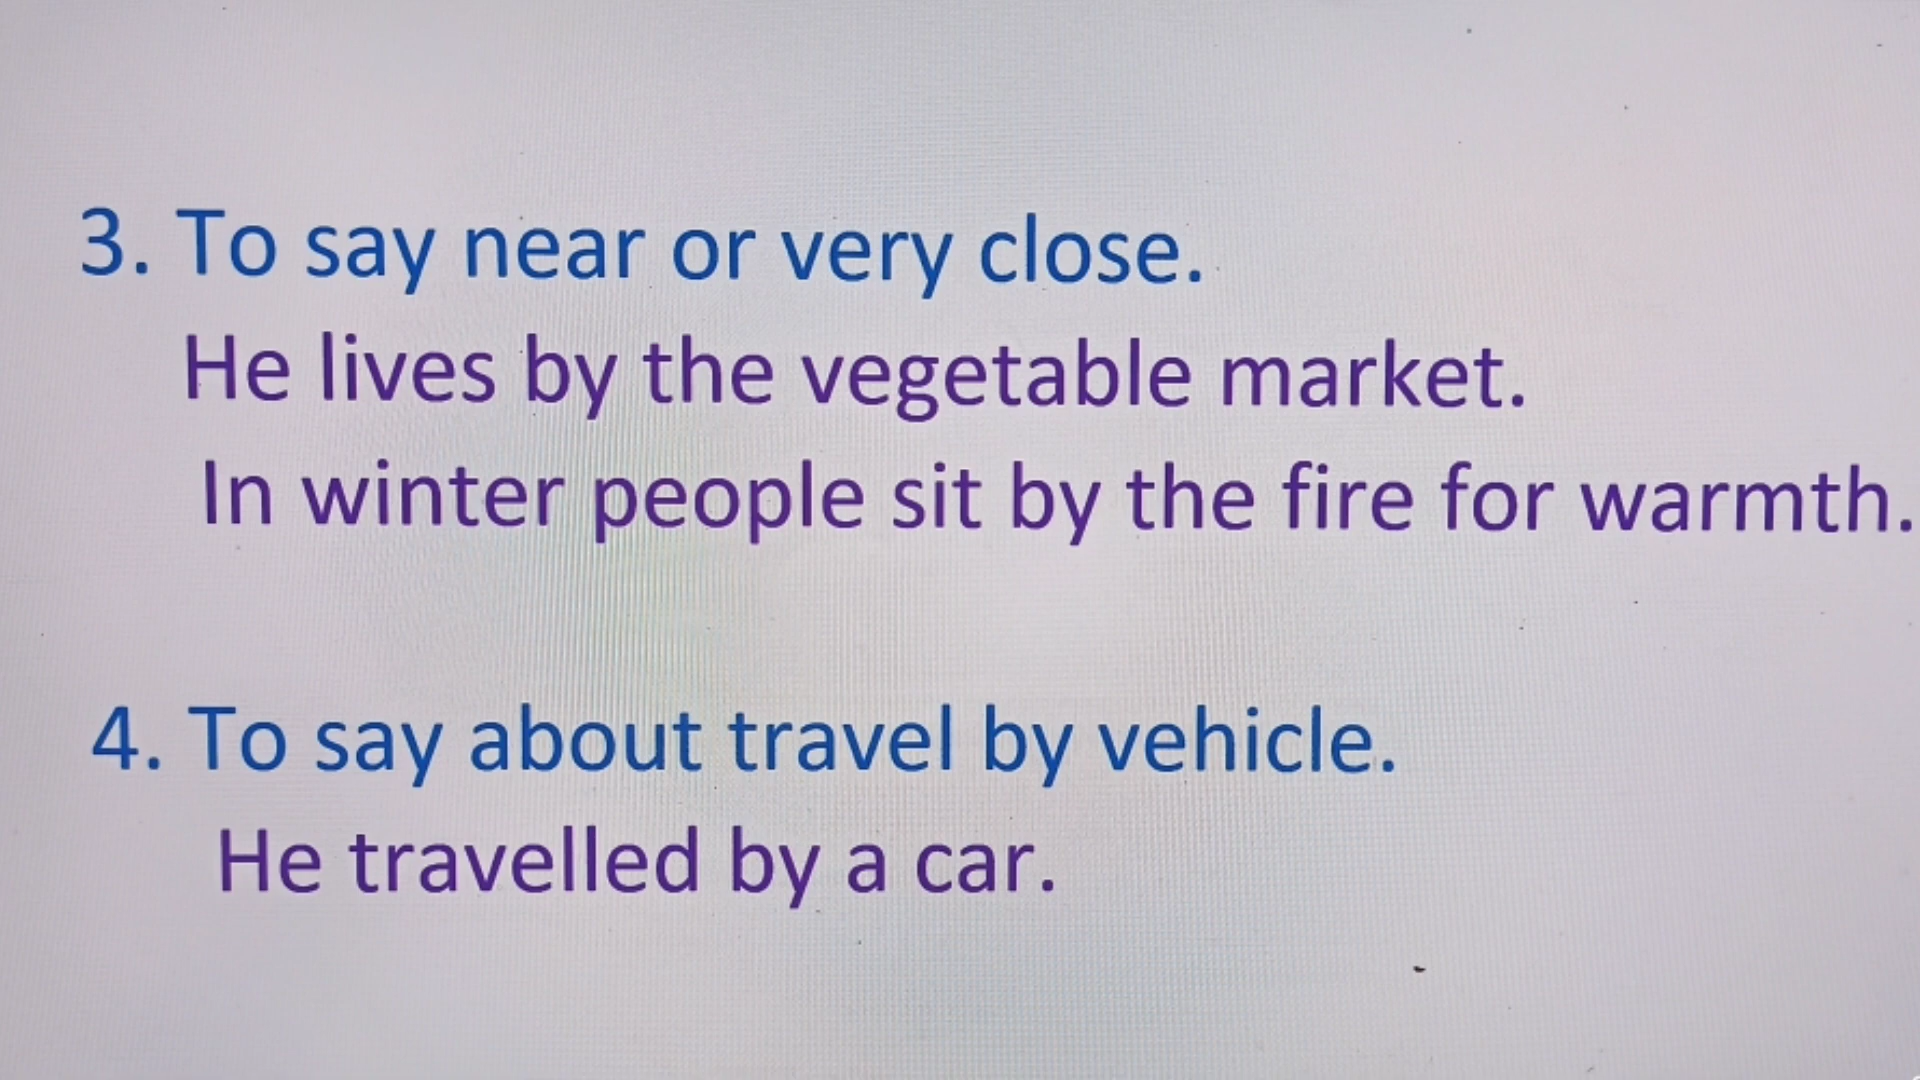 3. To say near or very close.
He lives by the vegetable market.
In winter people sit by the fire for warmth.
4. To say about travel by vehicle.
He travelled by a car.